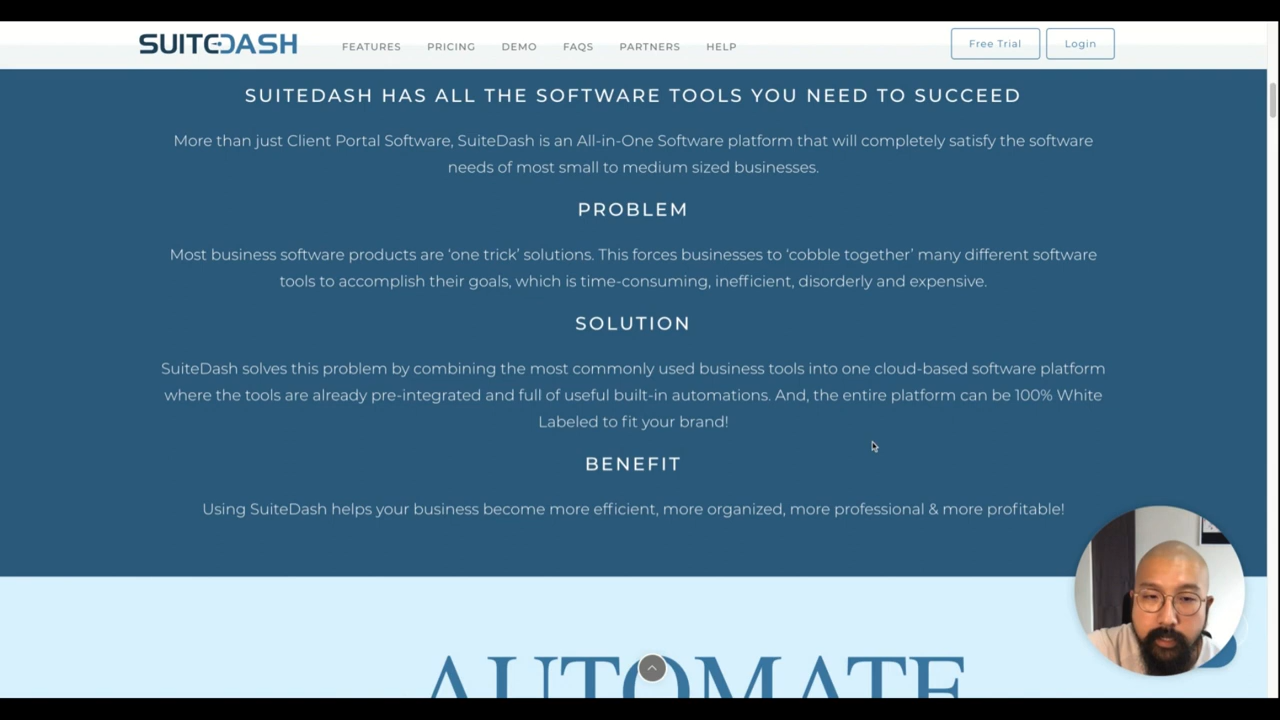 SUITEDASH
FEATURES
PRICING
DEMO
FAQS
PARTNERS
HELP
Free Trial
Login
SUITEDASH HAS ALL THE SOFTWARE TOOLS YOU NEED TO SUCCEED
More than just Client Portal Software, SuiteDash is an All-in-One Software platform that will completely satisfy the software
needs of most small to medium sized businesses.
PROBLEM
Most business software products are ‘one trick’ solutions. This forces businesses to ‘cobble together’ many different software
tools to accomplish their goals, which is time-consuming, inefficient, disorderly and expensive.
SOLUTION
SuiteDash solves this problem by combining the most commonly used business tools into one cloud-based software platform
where the tools are already pre-integrated and full of useful built-in automations. And, the entire platform can be 100% White
Labeled to fit your brand!
BENEFIT
Using SuiteDash helps your business become more efficient, more organized, more professional & more profitable!
AUTOMATE